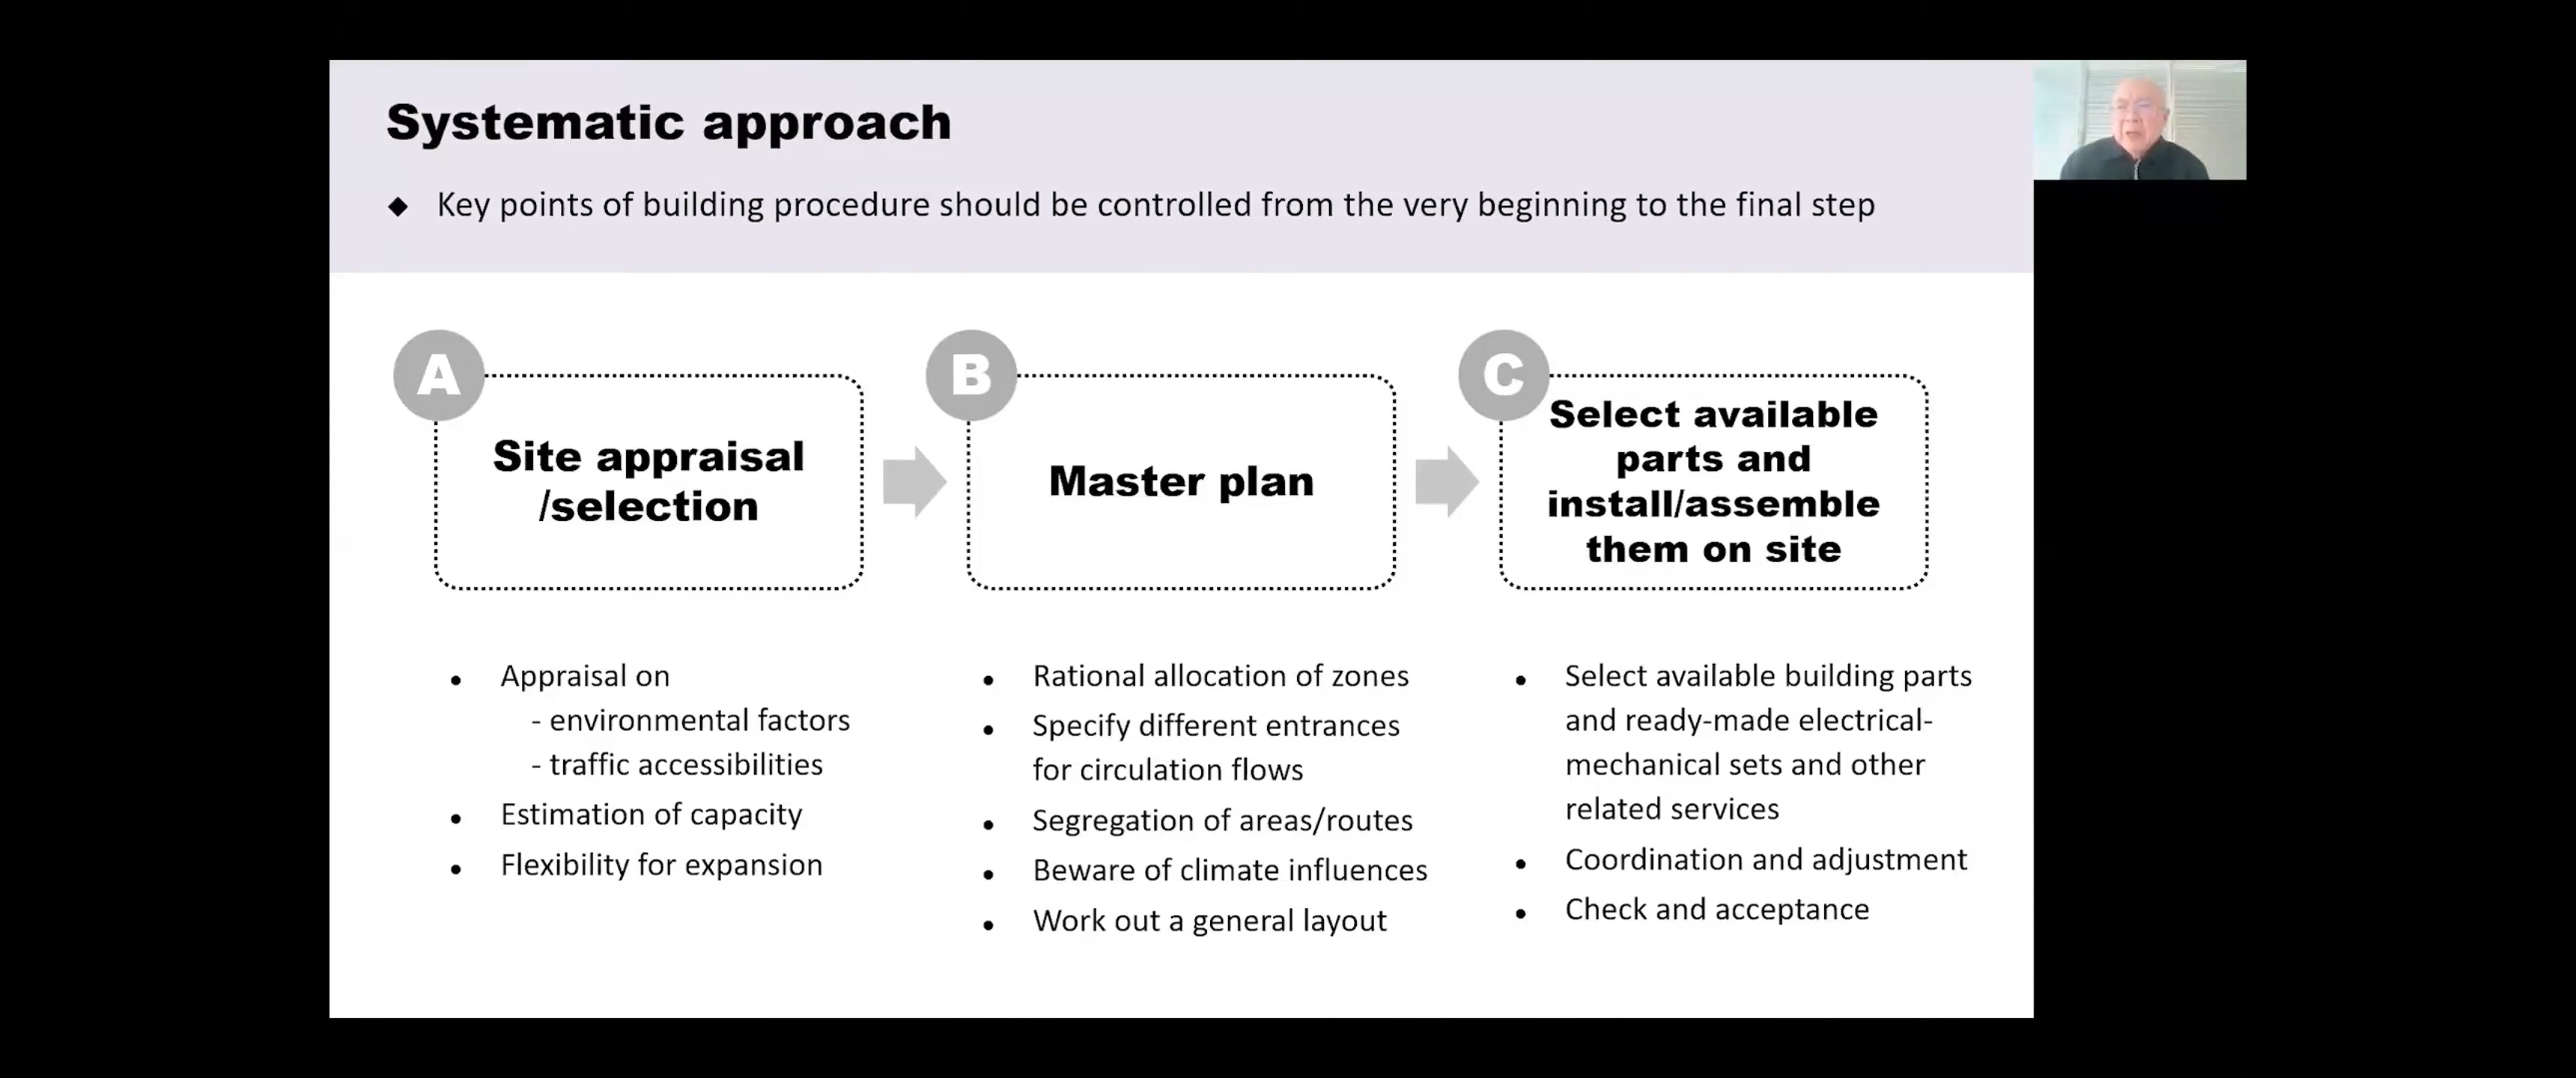 Systematic approach
◆ Key points of building procedure should be controlled from the very beginning to the final step
A
Site appraisal
/selection
• Appraisal on
- environmental factors
- traffic accessibilities
• Estimation of capacity
• Flexibility for expansion
B
Master plan
• Rational allocation of zones
• Specify different entrances
for circulation flows
• Segregation of areas/routes
• Beware of climate influences
• Work out a general layout
C
Select available
parts and
install/assemble
them on site
• Select available building parts
and ready-made electrical-
mechanical sets and other
related services
• Coordination and adjustment
• Check and acceptance